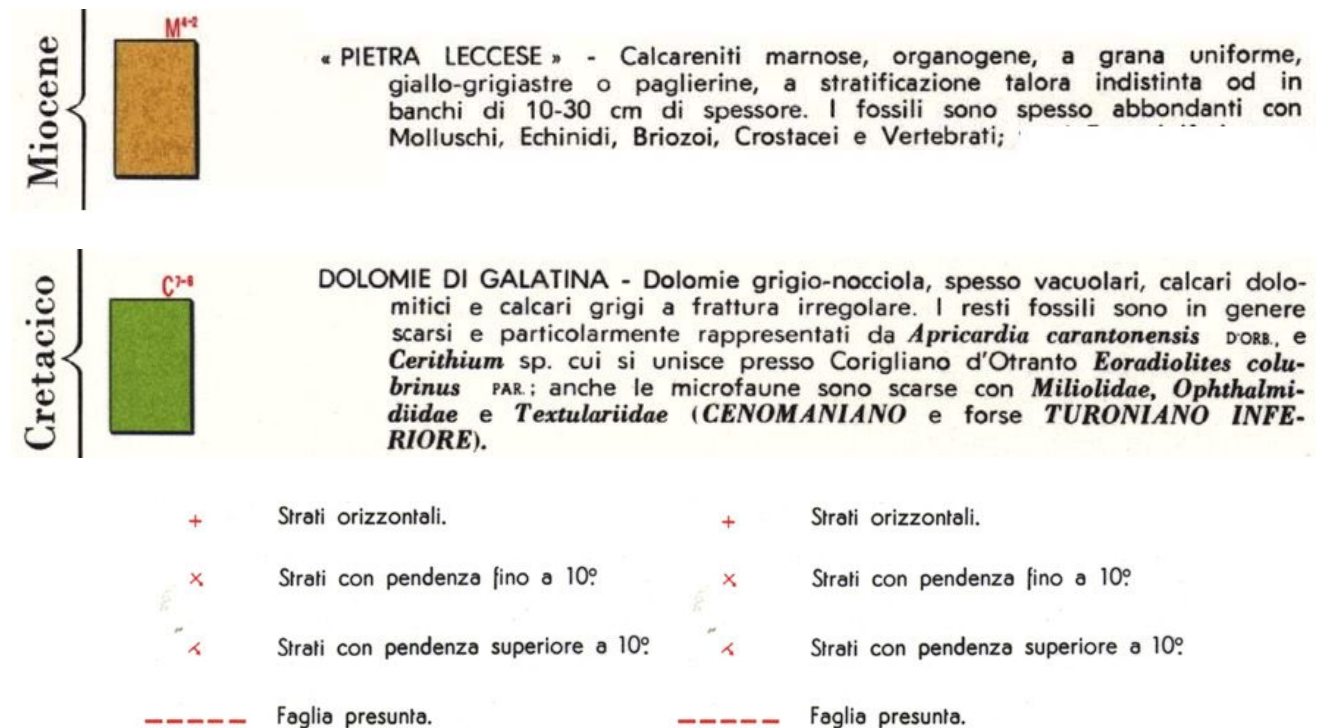 Miocene
M⁴⁻²
« PIETRA LECCESE » - Calcareniti marnose, organogene, a grana uniforme,
giallo-grigiastre o paglierine, a stratificazione talora indistinta od in
banchi di 10-30 cm di spessore. I fossili sono spesso abbondanti con
Molluschi, Echinidi, Briozoi, Crostacei e Vertebrati;
Cretacico
C⁷⁻⁶
DOLOMIE DI GALATINA - Dolomie grigio-nocciola, spesso vacuolari, calcari dolo-
mitici e calcari grigi a frattura irregolare. I resti fossili sono in genere
scarsi e particolarmente rappresentati da Apricardia carantonensis D'ORB., e
Cerithium sp. cui si unisce presso Corigliano d'Otranto Eoradiolites colu-
brinus PAR.; anche le microfaune sono scarse con Miliolidae, Ophthalmi-
diidae e Textulariidae (CENOMANIANO e forse TURONIANO INFE-
RIORE).
Strati orizzontali.
Strati con pendenza fino a 10º.
Strati con pendenza superiore a 10º.
Faglia presunta.
Strati orizzontali.
Strati con pendenza fino a 10º.
Strati con pendenza superiore a 10º.
Faglia presunta.